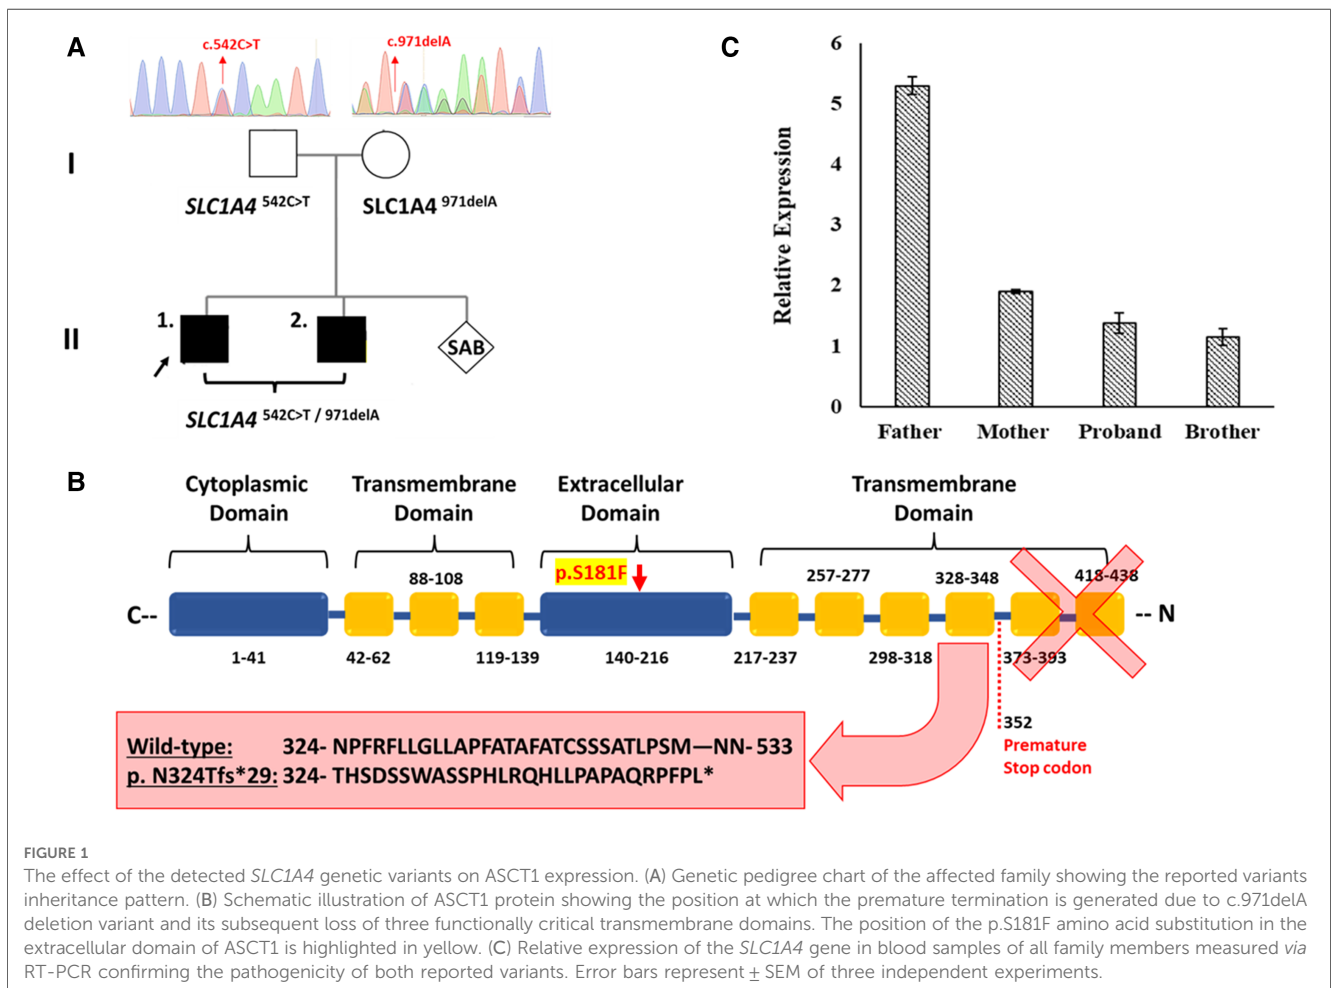 A
c.542C>T
c.971delA
I
SLC1A4 542C>T
SLC1A4 971delA
II
1.
2.
SAB
SLC1A4 542C>T / 971delA
C
Relative Expression
6
5
4
3
2
1
0
Father Mother Proband Brother
B
Cytoplasmic
Domain
Transmembrane
Domain
Extracellular
Domain
Transmembrane
Domain
p.S181F
88-108
257-277
328-348
418-438
C--
-- N
1-41
42-62
119-139
140-216
217-237
298-318
373-393
352
Premature
Stop codon
Wild-type: 324- NPFRFLLGLLAPFATAFATCSSSATLPSM—NN- 533
p. N324Tfs*29: 324- THSDSSWASSPHLRQHLLPAPAQRPFPL*
FIGURE 1
The effect of the detected SLC1A4 genetic variants on ASCT1 expression. (A) Genetic pedigree chart of the affected family showing the reported variants
inheritance pattern. (B) Schematic illustration of ASCT1 protein showing the position at which the premature termination is generated due to c.971delA
deletion variant and its subsequent loss of three functionally critical transmembrane domains. The position of the p.S181F amino acid substitution in the
extracellular domain of ASCT1 is highlighted in yellow. (C) Relative expression of the SLC1A4 gene in blood samples of all family members measured via
RT-PCR confirming the pathogenicity of both reported variants. Error bars represent ± SEM of three independent experiments.